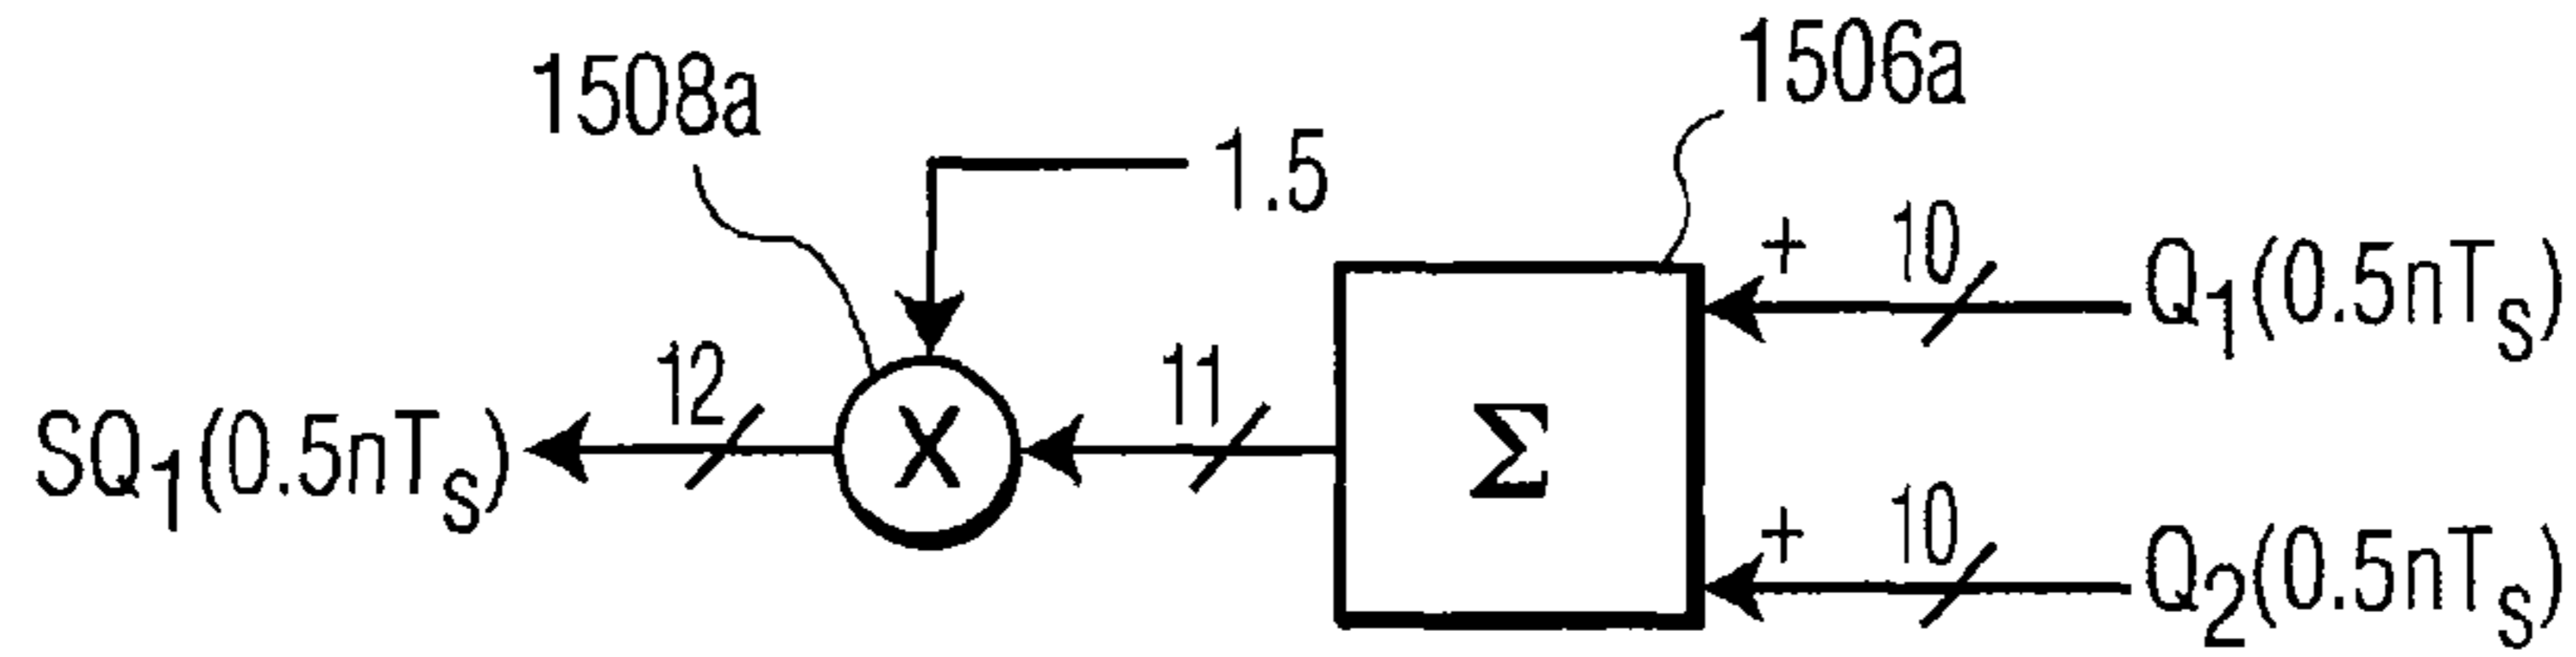 1508a
1506a
1.5
+ 10 Q1(0.5nTs)
SQ1(0.5nTs) 12 X 11 Σ
+ 10 Q2(0.5nTs)